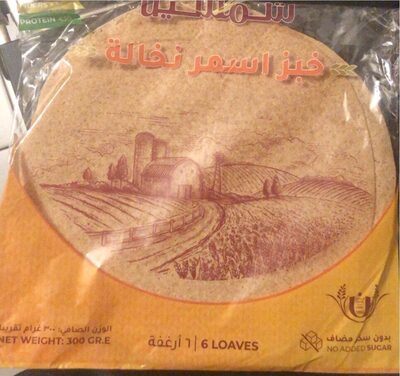 PROTEIN
خبز اسمر نخالة
الوزن الصافي: ٣٠٠ غرام تقريبا
NET WEIGHT: 300 GR.E
٦ أرغفة | 6 LOAVES
بدون سكر مضاف
NO ADDED SUGAR